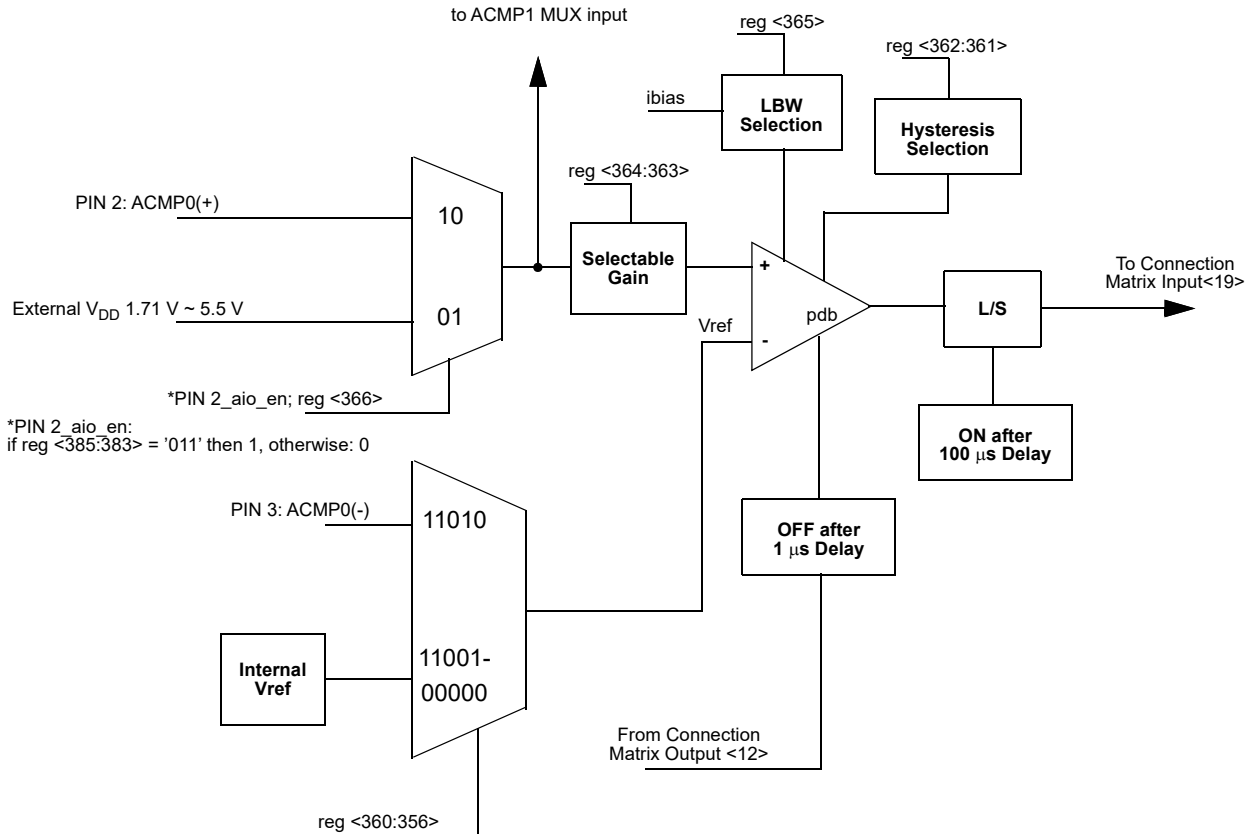 to ACMP1 MUX input
reg <365>
reg <362:361>
ibias
LBW
Selection
Hysteresis
Selection
reg <364:363>
PIN 2: ACMP0(+)
10
Selectable
Gain
+
To Connection
Matrix Input<19>
External VDD 1.71 V ~ 5.5 V
01
Vref
-
pdb
L/S
*PIN 2_aio_en; reg <366>
*PIN 2_aio_en:
if reg <385:383> = ’011’ then 1, otherwise: 0
ON after
100 μs Delay
PIN 3: ACMP0(-)
11010
OFF after
1 μs Delay
Internal
Vref
11001-
00000
From Connection
Matrix Output <12>
reg <360:356>